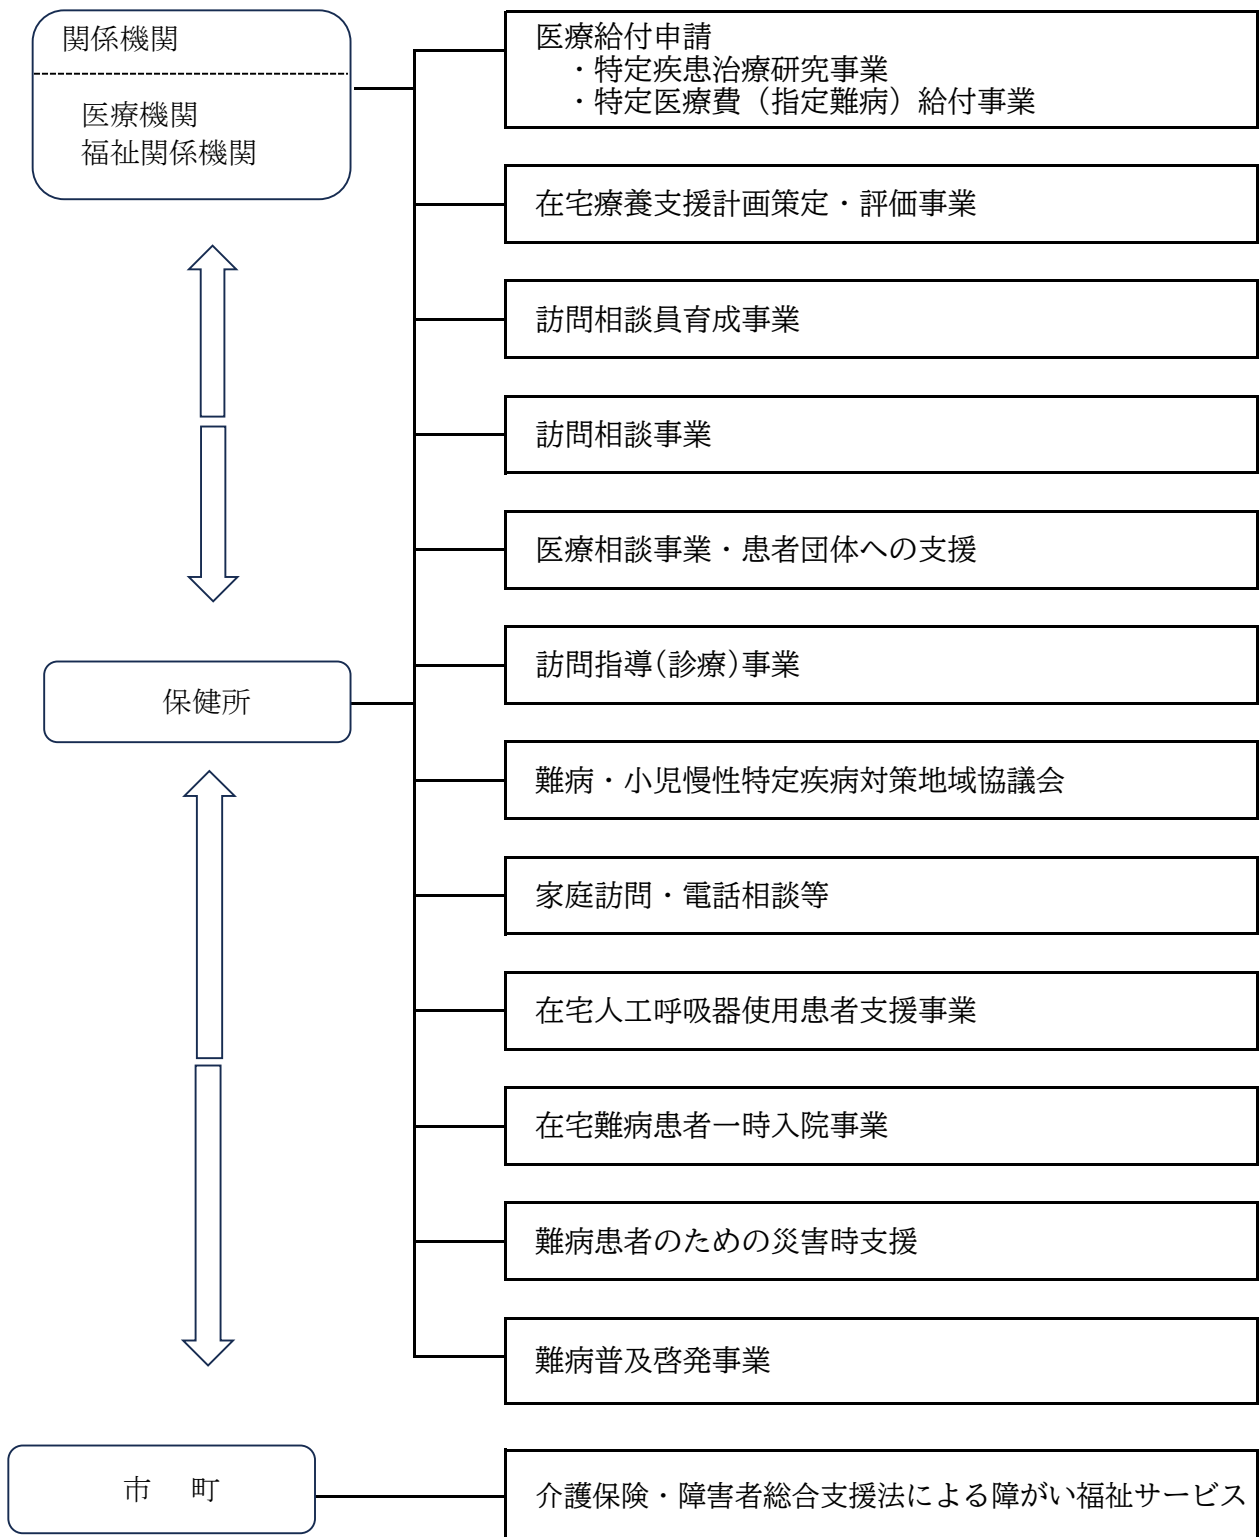 関係機関
医療機関
福祉関係機関
保健所
市　町
医療給付申請
・特定疾患治療研究事業
・特定医療費（指定難病）給付事業
在宅療養支援計画策定・評価事業
訪問相談員育成事業
訪問相談事業
医療相談事業・患者団体への支援
訪問指導(診療)事業
難病・小児慢性特定疾病対策地域協議会
家庭訪問・電話相談等
在宅人工呼吸器使用患者支援事業
在宅難病患者一時入院事業
難病患者のための災害時支援
難病普及啓発事業
介護保険・障害者総合支援法による障がい福祉サービス